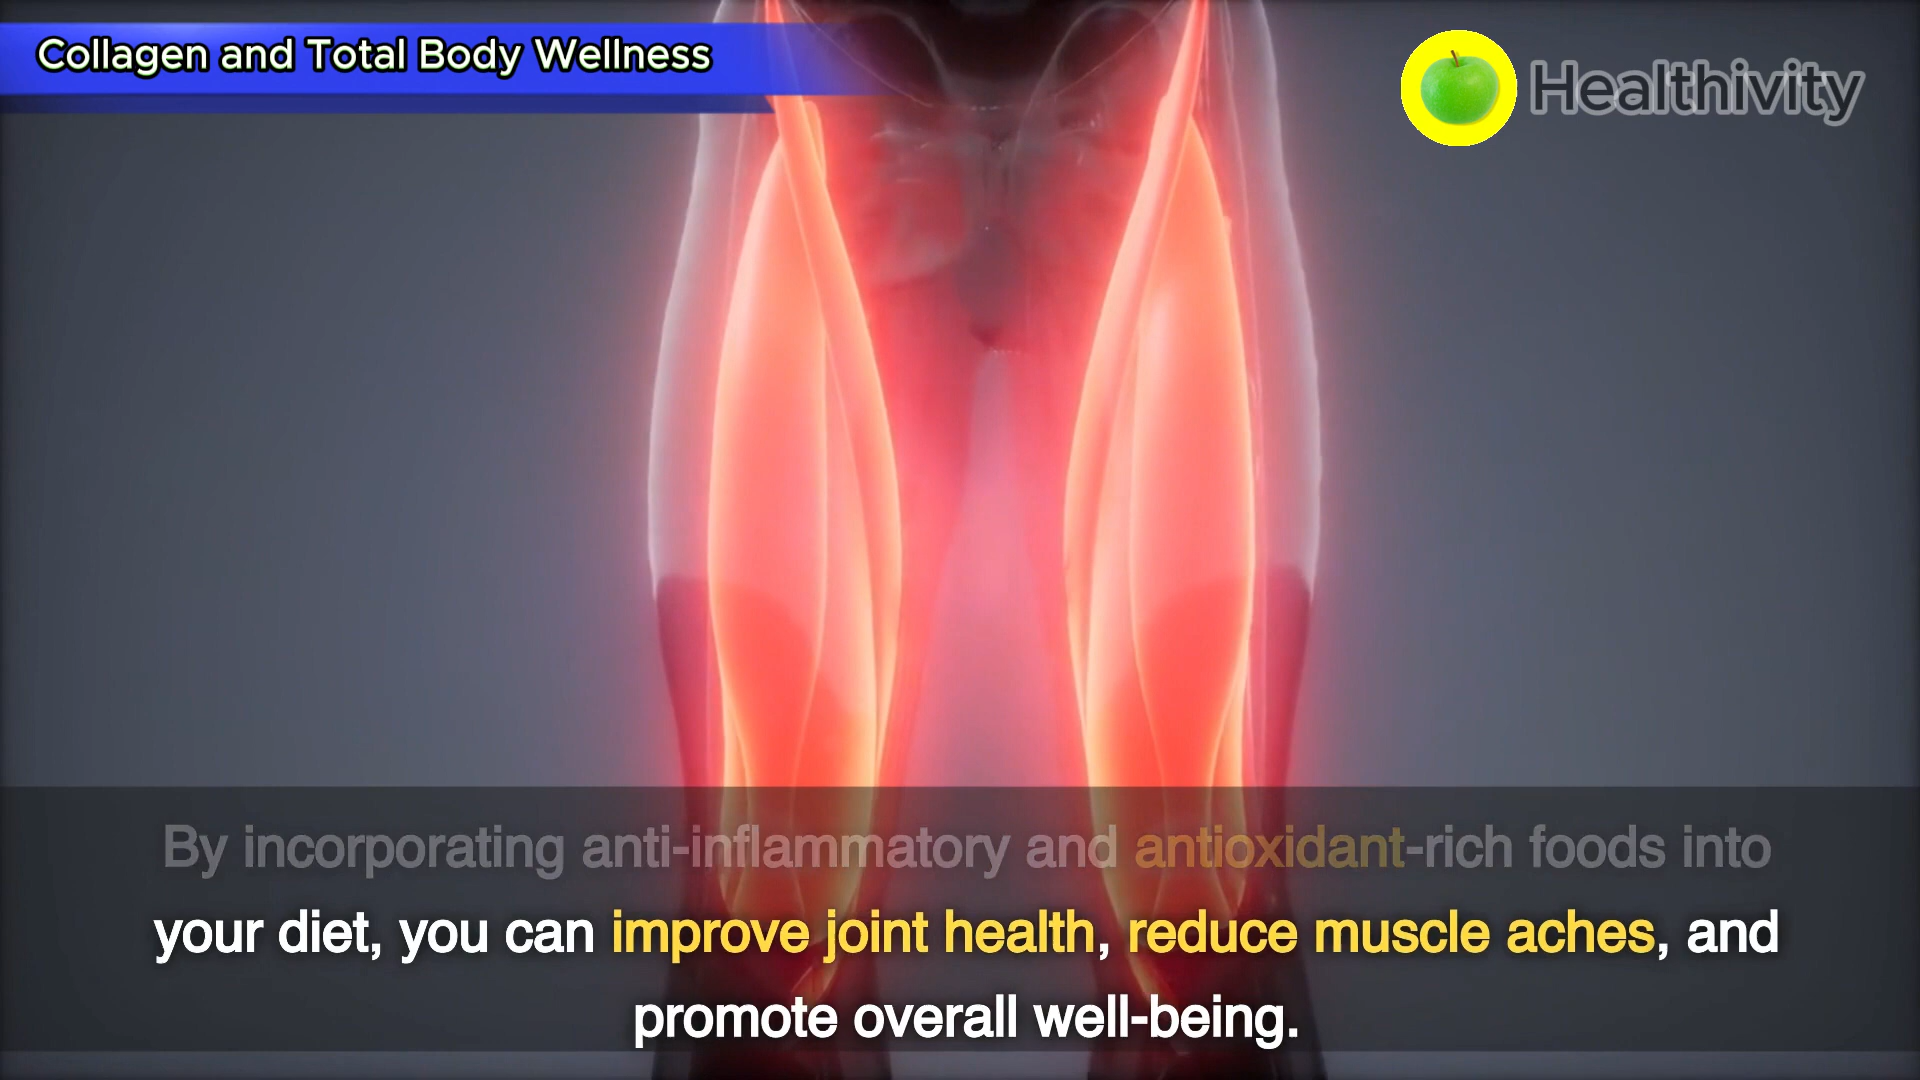 Collagen and Total Body Wellness
Healthivity
By incorporating anti-inflammatory and antioxidant-rich foods into
your diet, you can improve joint health, reduce muscle aches, and
promote overall well-being.